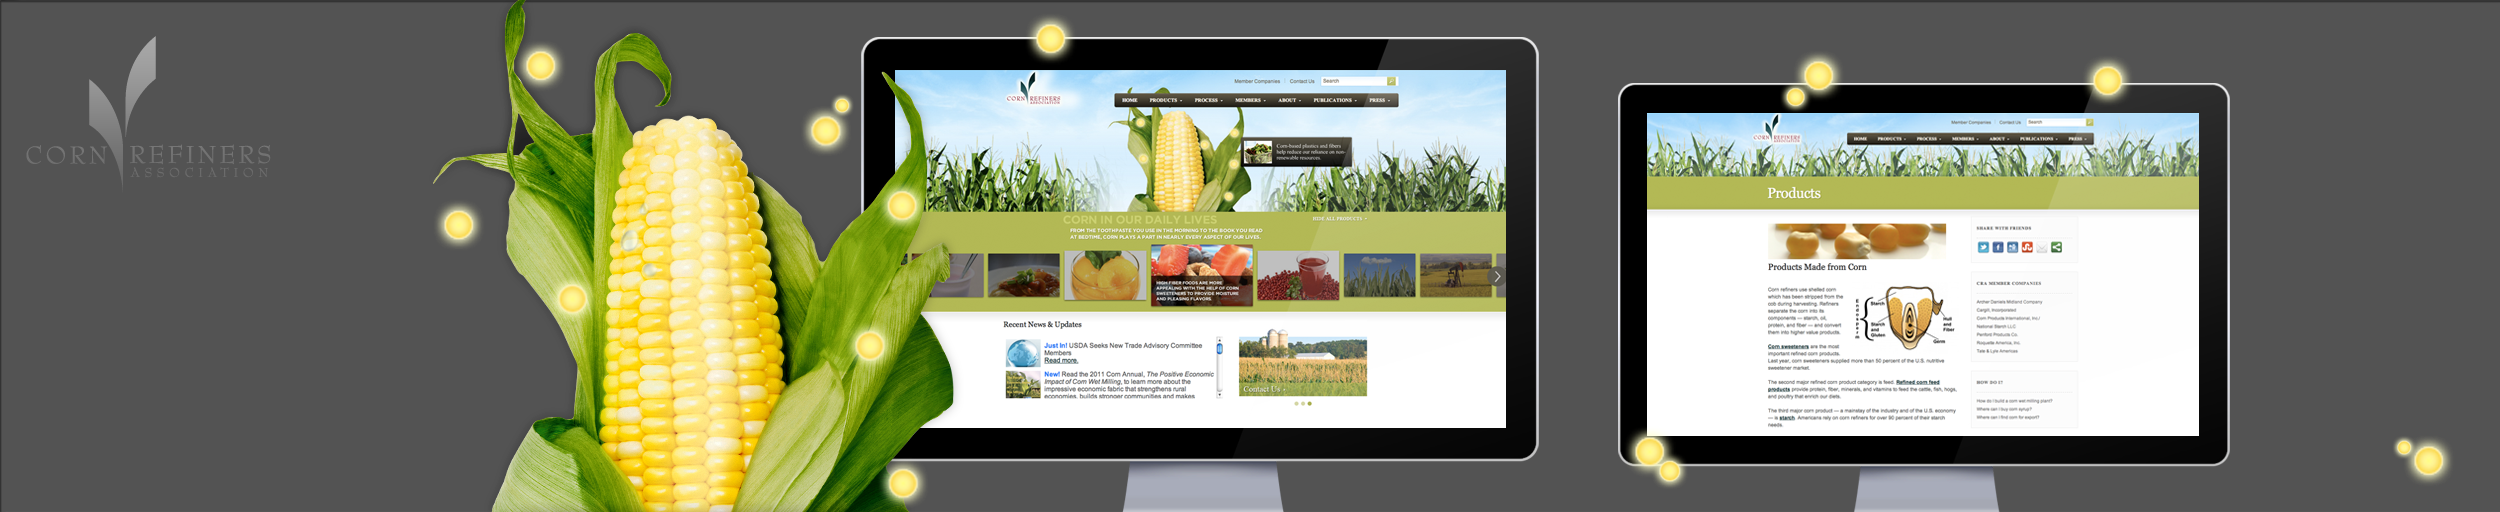 CORN REFINERS
ASSOCIATION
CORN REFINERS
ASSOCIATION
Member Companies
Contact Us
Search
HOME PRODUCTS PROCESS MEMBERS ABOUT PUBLICATIONS PRESS
Corn-based plastics and fibers
help reduce our reliance on non-
renewable resources.
CORN IN OUR DAILY LIVES
HIDE ALL PRODUCTS
FROM THE TOOTHPASTE YOU USE IN THE MORNING TO THE BOOK YOU READ
AT BEDTIME, CORN PLAYS A PART IN NEARLY EVERY ASPECT OF OUR LIVES.
HIGH FIBER FOODS ARE MORE
APPEALING WITH THE HELP OF CORN
SWEETENERS TO PROVIDE MOISTURE
AND PLEASING FLAVORS
Recent News & Updates
Just In! USDA Seeks New Trade Advisory Committee
Members
Read more.
New! Read the 2011 Corn Annual, The Positive Economic
Impact of Corn Wet Milling, to learn more about the
impressive economic fabric that strengthens rural
economies, builds stronger communities and makes
Contact Us
CORN REFINERS
ASSOCIATION
Member Companies
Contact Us
Search
HOME PRODUCTS PROCESS MEMBERS ABOUT PUBLICATIONS PRESS
Products
Products Made from Corn
Corn refiners use shelled corn
which has been stripped from the
cob during harvesting. Refiners
separate the corn into its
components — starch, oil,
protein, and fiber — and convert
them into higher value products.
Endosperm
Starch
Starch
and
Gluten
Hull
and
Fiber
Germ
Corn sweeteners are the most
important refined corn products.
Last year, corn sweeteners supplied more than 50 percent of the U.S. nutritive
sweetener market.
The second major refined corn product category is feed. Refined corn feed
products provide protein, fiber, minerals, and vitamins to feed the cattle, fish, hogs,
and poultry that enrich our diets.
The third major corn product — a mainstay of the industry and of the U.S. economy
— is starch. Americans rely on corn refiners for over 90 percent of their starch
needs.
SHARE WITH FRIENDS
CRA MEMBER COMPANIES
Archer Daniels Midland Company
Cargill, Incorporated
Corn Products International, Inc.
National Starch LLC
Penford Products Co.
Roquette America, Inc.
Tate & Lyle Americas
HOW DO I?
How do I build a corn wet milling plant?
Where can I buy corn syrup?
Where can I find corn for export?